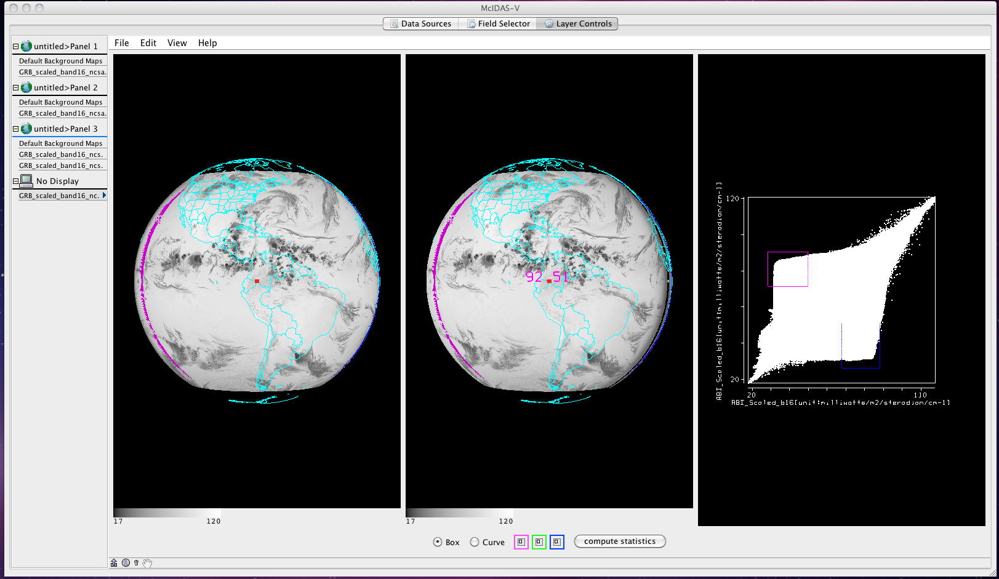 McIDAS-V
Data Sources
Field Selector
Layer Controls
File Edit View Help
untitled>Panel 1
Default Background Maps
GRB_scaled_band16_ncsa.
untitled>Panel 2
Default Background Maps
GRB_scaled_band16_ncsa.
untitled>Panel 3
Default Background Maps
GRB_scaled_band16_ncs.
GRB_scaled_band16_ncs.
No Display
GRB_scaled_band16_nc.
17 120
92.51
17 120
ABI_Scaled_b16[unit:milliwatts/m2/steradian/cm-1]
120
20
20 110
ABI_Scaled_b16[unit:milliwatts/m2/steradian/cm-1]
Box
Curve
compute statistics